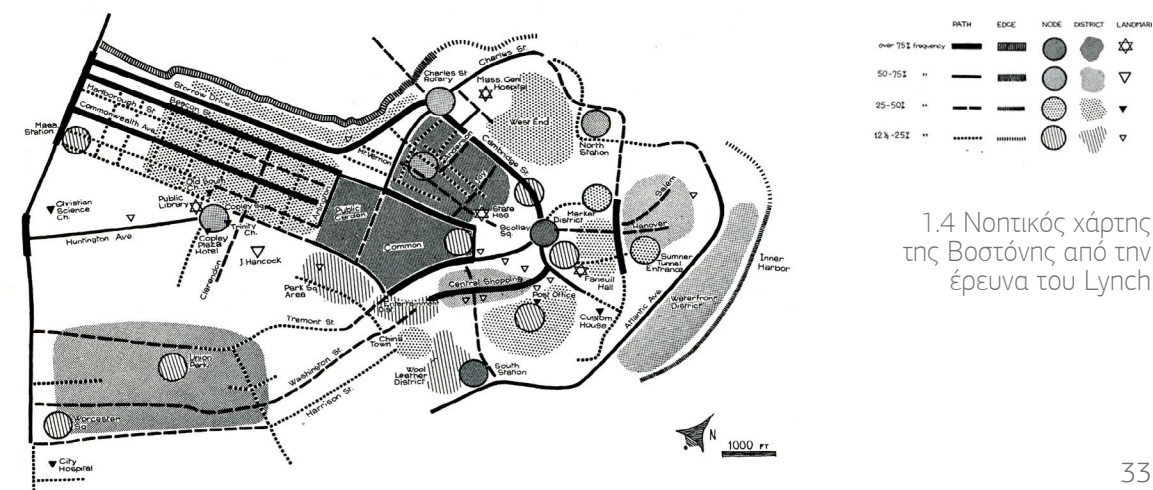 PATH EDGE NODE DISTRICT LANDMARK
over 75% frequency
50-75% "
25-50% "
12½-25% "
Charles St.
Charles St
Rotary
Mass. Genl
Hospital
Storrow Drive
Beacon St.
Marlborough St.
Commonwealth Ave.
Mass.
Station
West End
North
Station
Cambridge St.
Salem
Hanover
State
Hse
Scollay
Sq.
Market
District
Public
Garden
Common
Christian
Science
Ch.
Public
Library
Copley Sq.
Trinity
Ch.
Copley
Plaza
Hotel
J. Hancock
Huntington Ave.
Clarendon
Park Sq.
Area
Central Shopping
Post Office
Faneuil
Hall
Sumner
Tunnel
Entrance
Inner
Harbor
Waterfront
District
Atlantic Ave
Custom
House
Tremont St.
China
Town
Washington St.
Harrison St.
Wool
Leather
District
South
Station
Union
Park
Worcester
Sq.
City
Hospital
N
1000 FT
1.4 Νοητικός χάρτης
της Βοστόνης από την
έρευνα του Lynch
33